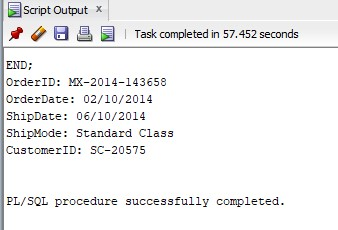 Script Output x
Task completed in 57.452 seconds
END;
OrderID: MX-2014-143658
OrderDate: 02/10/2014
ShipDate: 06/10/2014
ShipMode: Standard Class
CustomerID: SC-20575
PL/SQL procedure successfully completed.